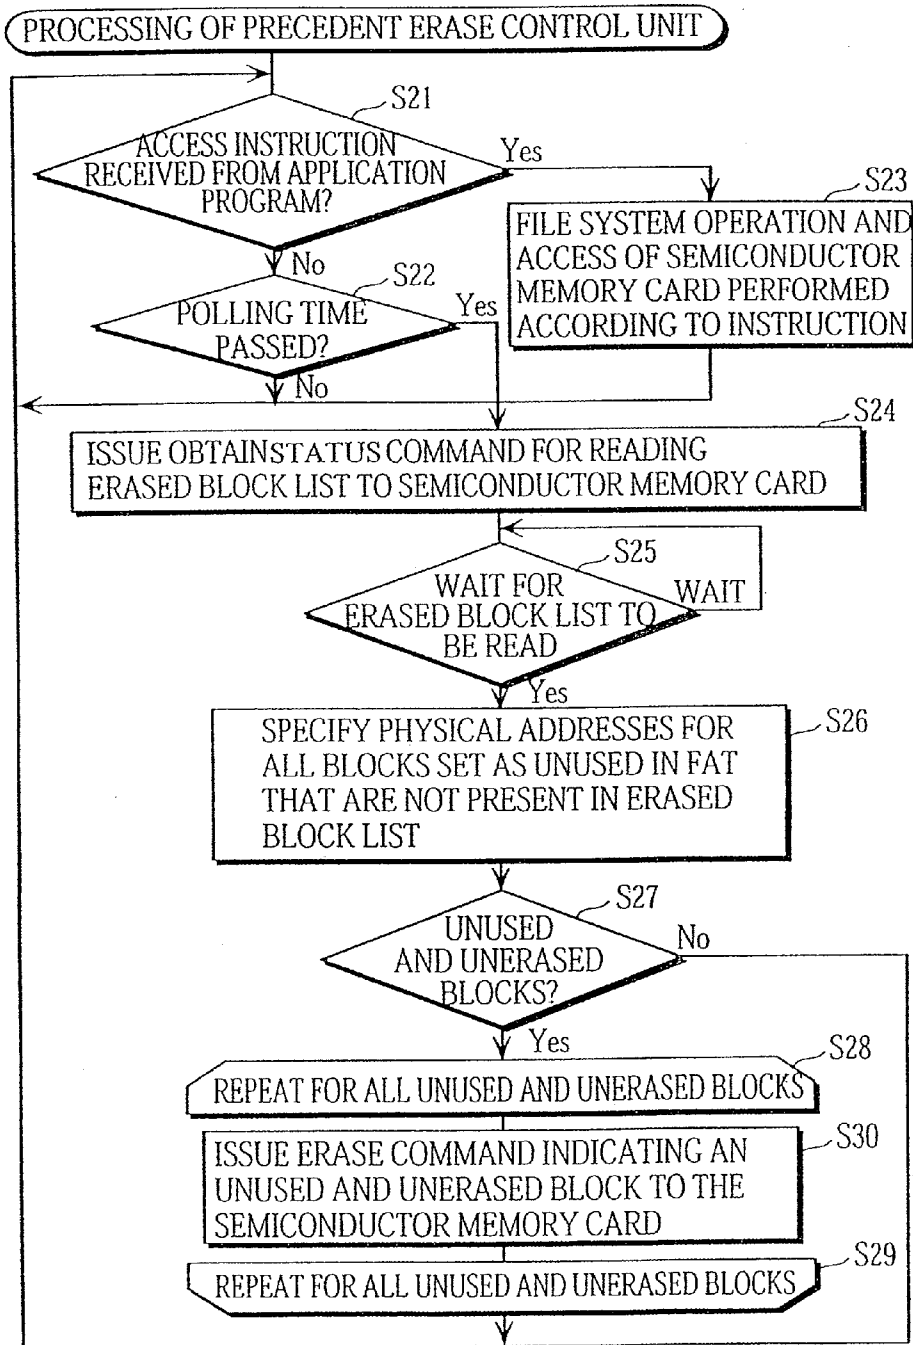 PROCESSING OF PRECEDENT ERASE CONTROL UNIT
S21
ACCESS INSTRUCTION
RECEIVED FROM APPLICATION
PROGRAM?
Yes
No
S23
FILE SYSTEM OPERATION AND
ACCESS OF SEMICONDUCTOR
MEMORY CARD PERFORMED
ACCORDING TO INSTRUCTION
S22
POLLING TIME
PASSED?
Yes
No
S24
ISSUE OBTAIN STATUS COMMAND FOR READING
ERASED BLOCK LIST TO SEMICONDUCTOR MEMORY CARD
S25
WAIT FOR
ERASED BLOCK LIST TO
BE READ
WAIT
Yes
S26
SPECIFY PHYSICAL ADDRESSES FOR
ALL BLOCKS SET AS UNUSED IN FAT
THAT ARE NOT PRESENT IN ERASED
BLOCK LIST
S27
UNUSED
AND UNERASED
BLOCKS?
No
Yes
S28
REPEAT FOR ALL UNUSED AND UNERASED BLOCKS
S30
ISSUE ERASE COMMAND INDICATING AN
UNUSED AND UNERASED BLOCK TO THE
SEMICONDUCTOR MEMORY CARD
S29
REPEAT FOR ALL UNUSED AND UNERASED BLOCKS